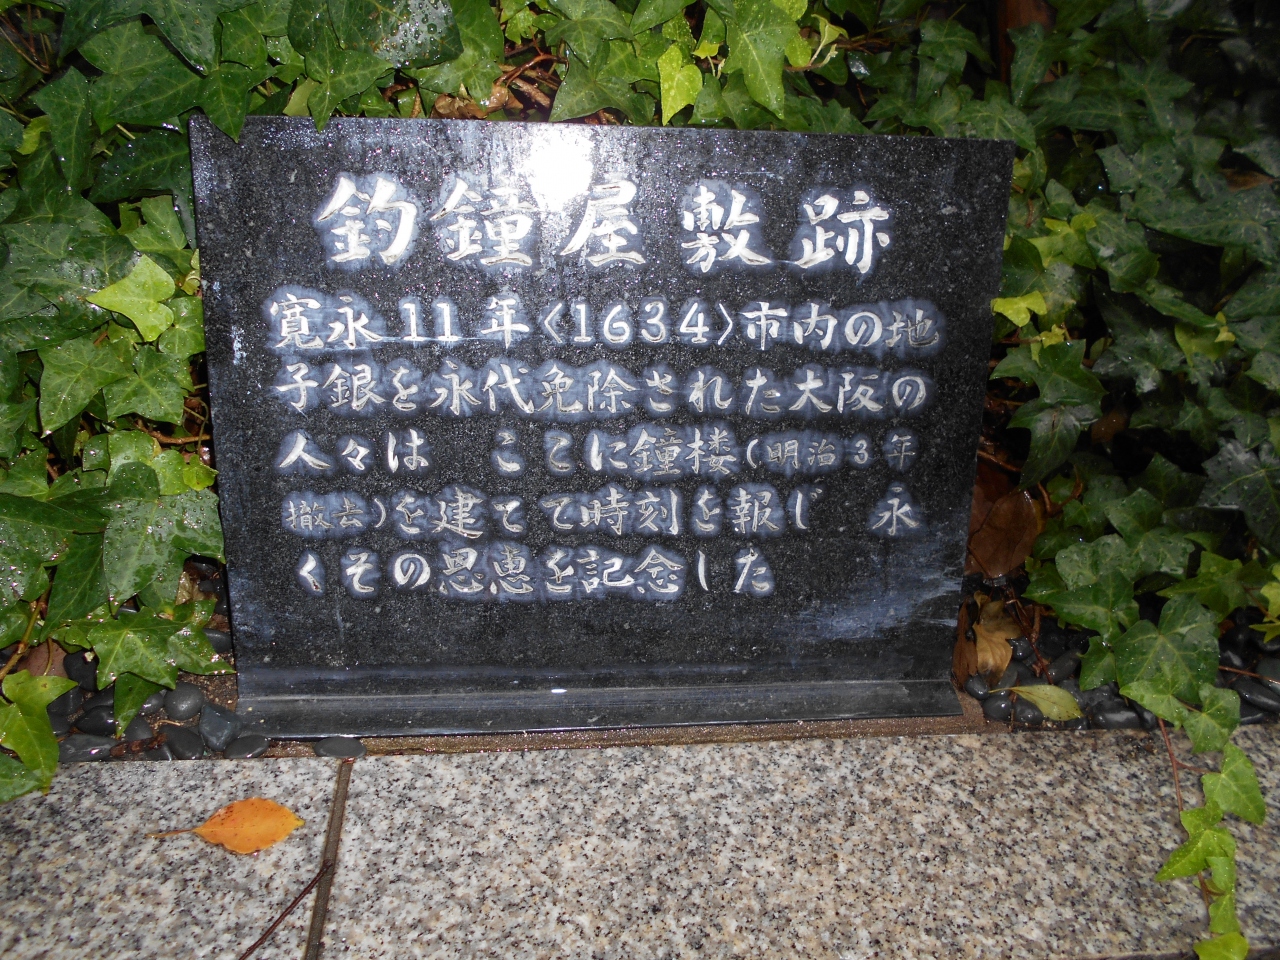 釣鐘屋敷跡
寛永11年〈1634〉市内の地
子銀を永代免除された大阪の
人々は　ここに鐘楼(明治3年
撤去)を建てて時刻を報じ　永
くその恩恵を記念した